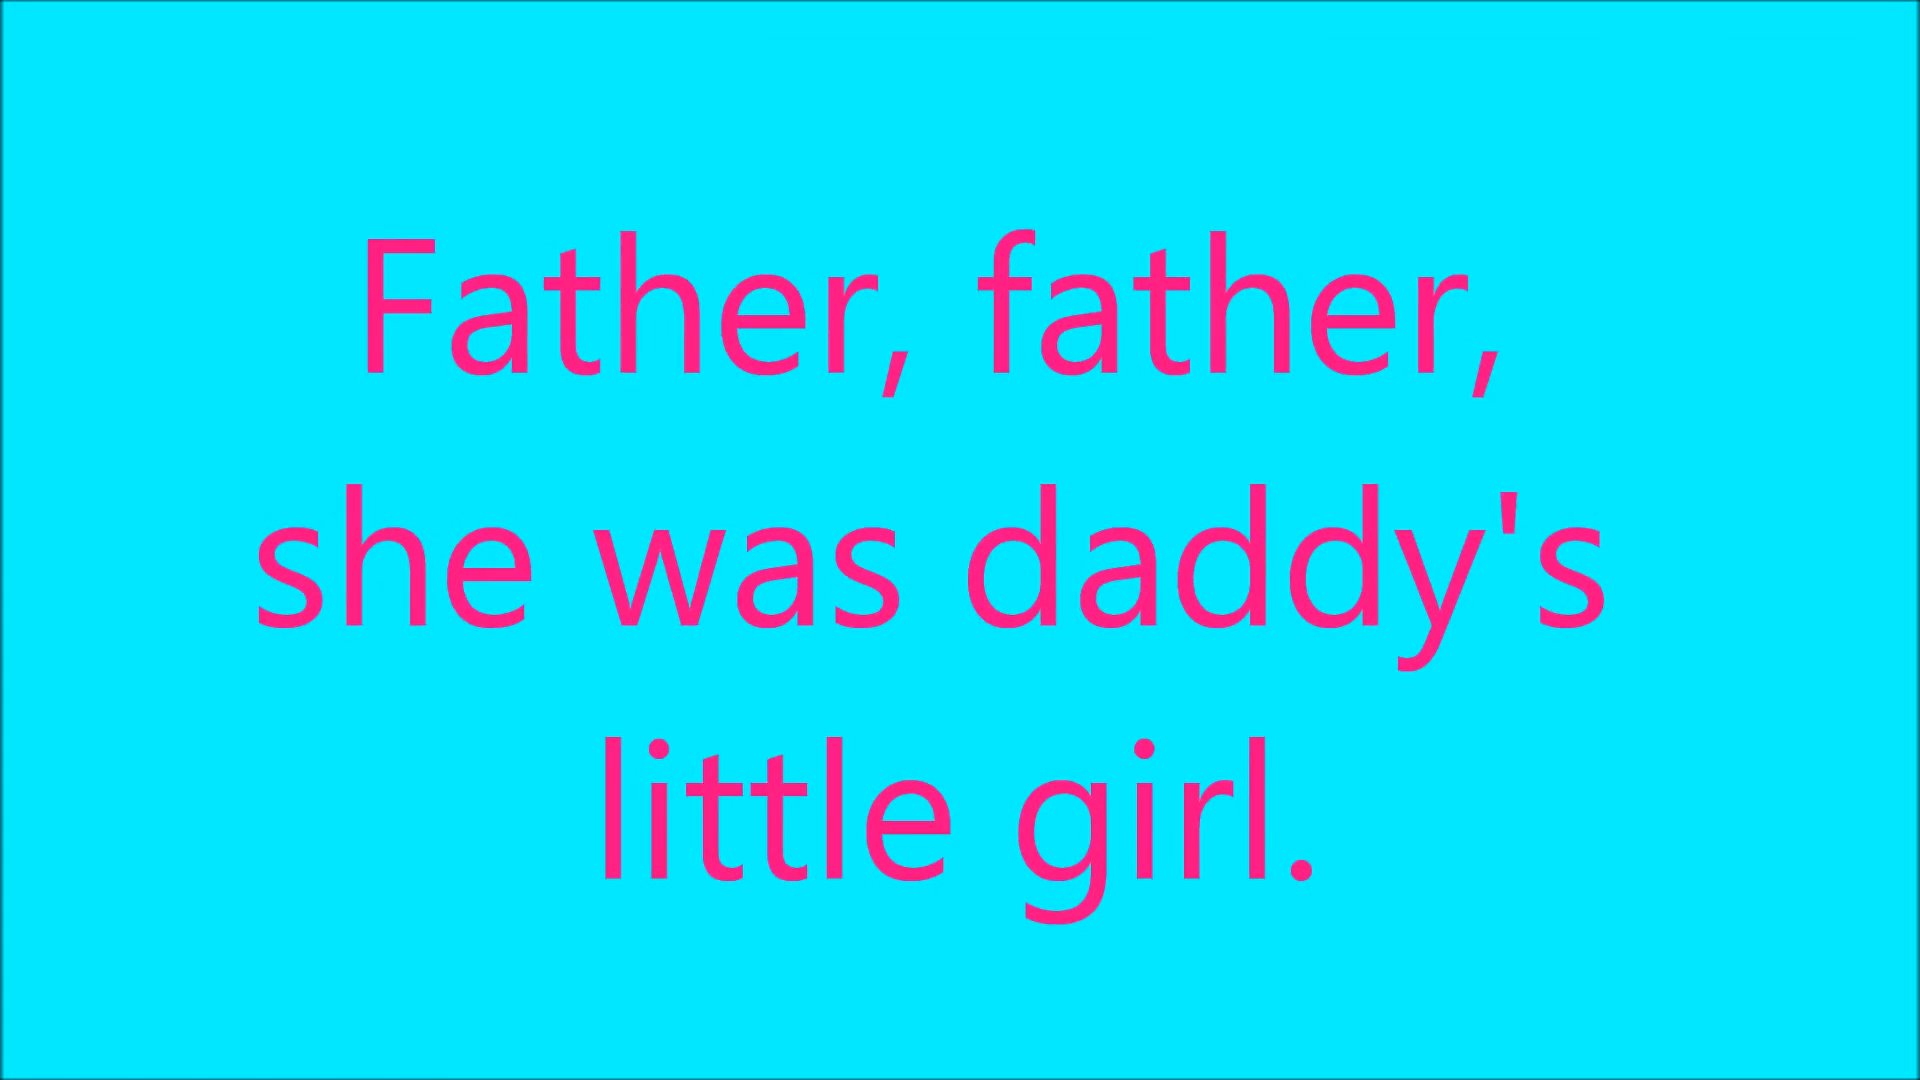 Father, father,
she was daddy's
little girl.